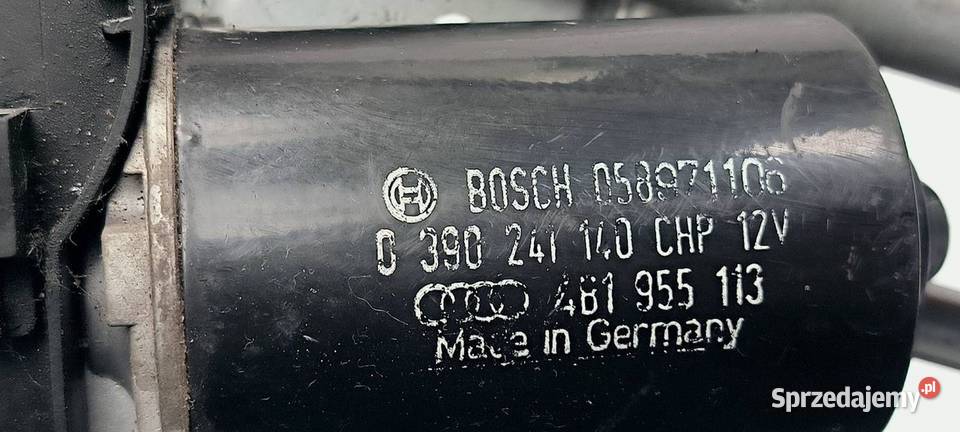 BOSCH 058971106
0 390 241 140 CHP 12V
4B1 955 113
Made in Germany
Sprzedajemy.pl